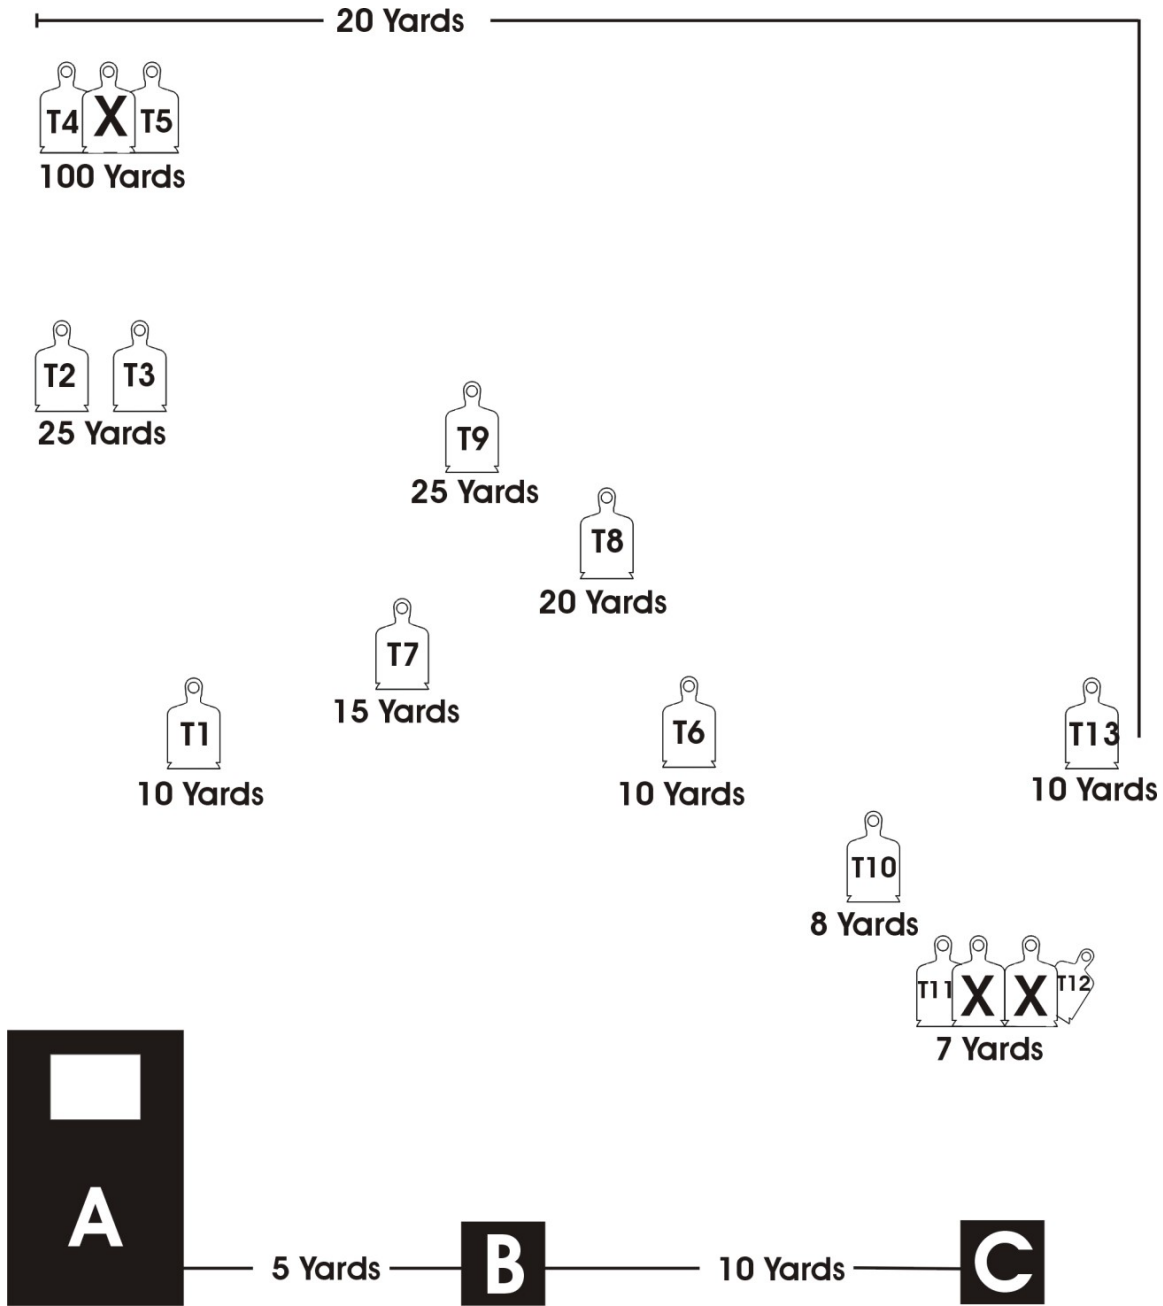 20 Yards
T4 X T5
100 Yards
T2 T3
25 Yards
T9
25 Yards
T8
20 Yards
T7
15 Yards
T1
10 Yards
T6
10 Yards
T13
10 Yards
T10
8 Yards
T11 X X T12
7 Yards
A
5 Yards
B
10 Yards
C